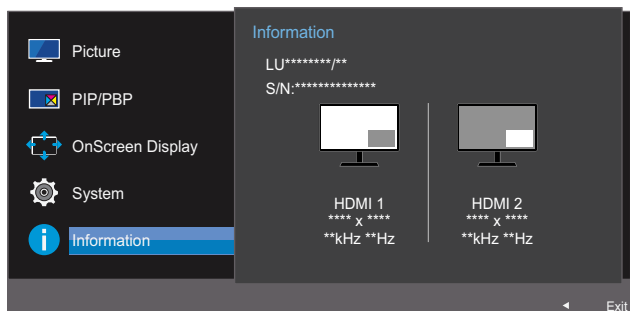 Picture
PIP/PBP
OnScreen Display
System
Information
Information
LU********/**
S/N:**************
HDMI 1
**** x ****
**kHz **Hz
HDMI 2
**** x ****
**kHz **Hz
Exit